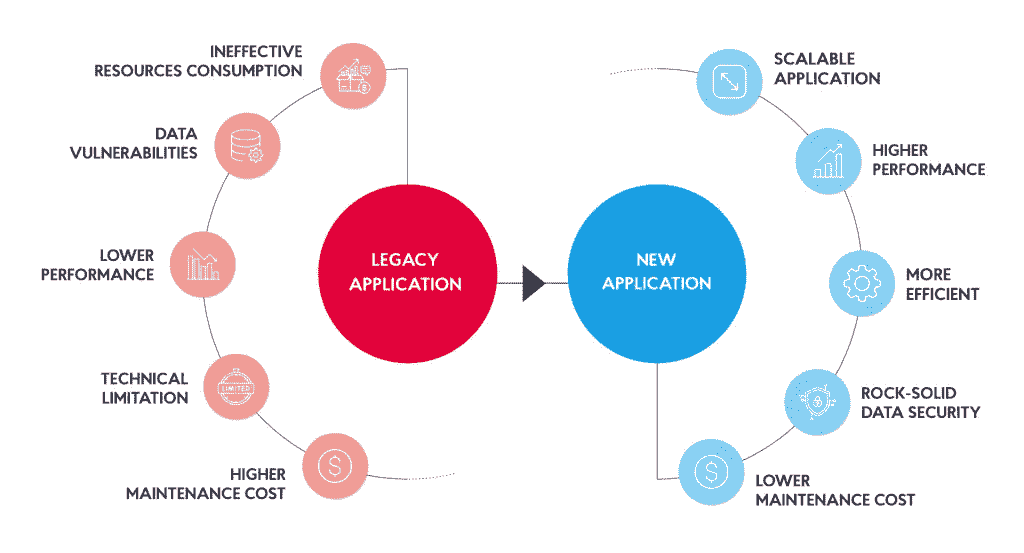 INEFFECTIVE
RESOURCES CONSUMPTION
DATA
VULNERABILITIES
LOWER
PERFORMANCE
TECHNICAL
LIMITATION
LIMITED
HIGHER
MAINTENANCE COST
LEGACY
APPLICATION
NEW
APPLICATION
SCALABLE
APPLICATION
HIGHER
PERFORMANCE
MORE
EFFICIENT
ROCK-SOLID
DATA SECURITY
LOWER
MAINTENANCE COST
$
$
$